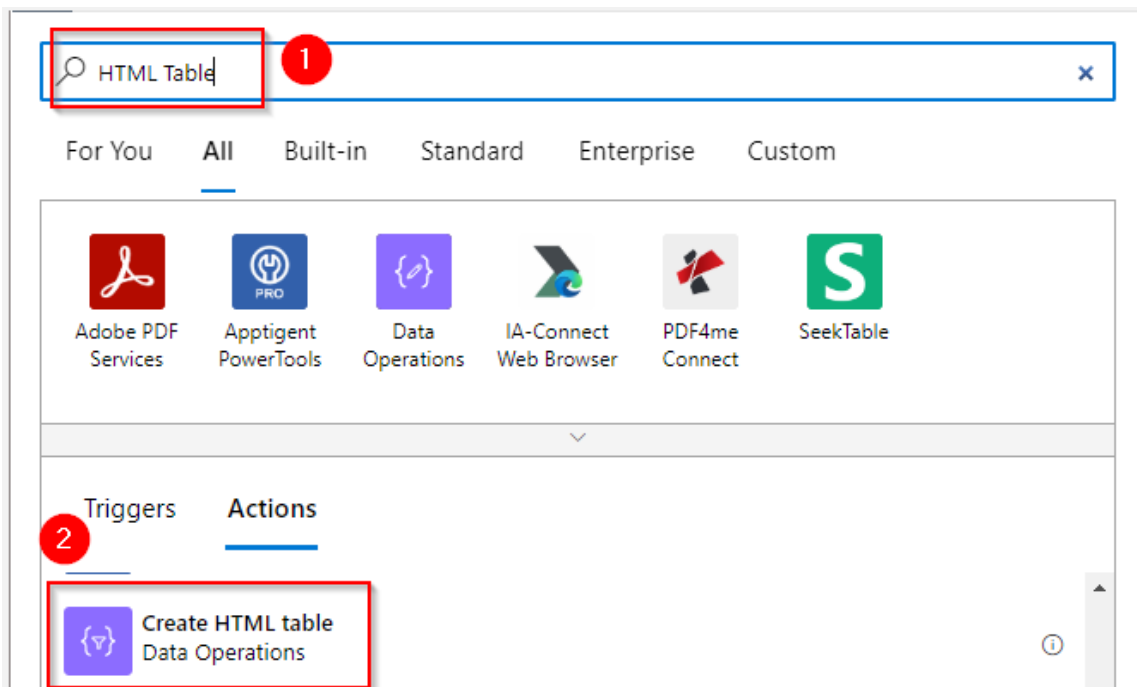 HTML Table
1
For You All Built-in Standard Enterprise Custom
PRO
Adobe PDF Services
Apptigent PowerTools
Data Operations
IA-Connect Web Browser
PDF4me Connect
S
SeekTable
Triggers Actions
2
Create HTML table
Data Operations